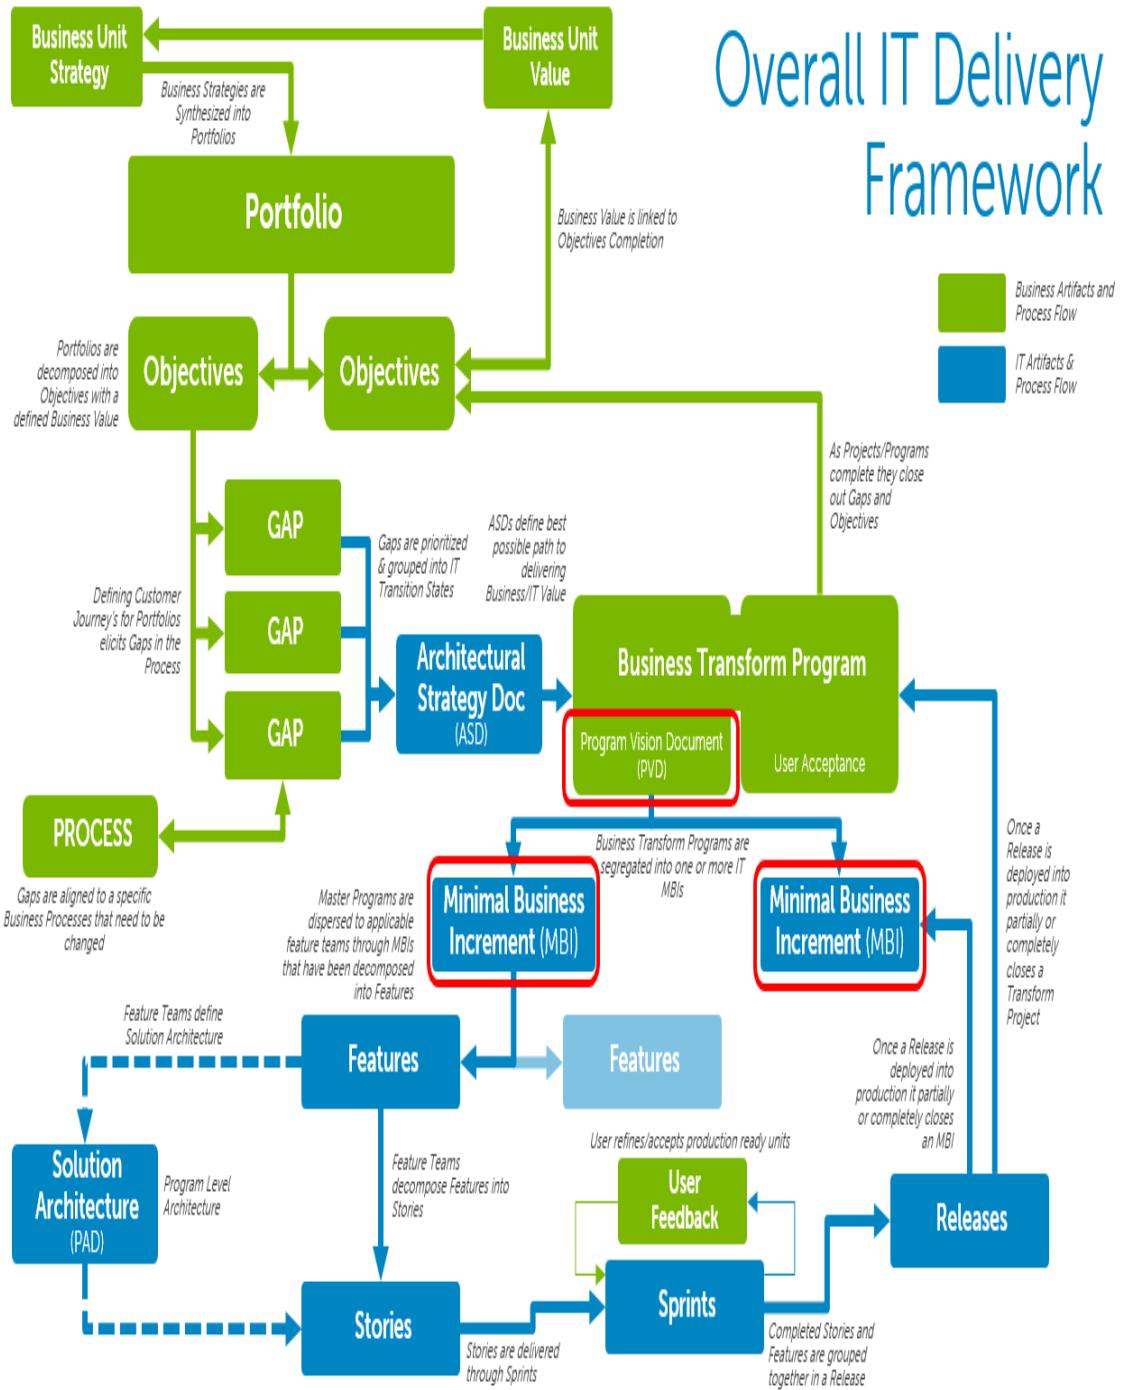 Business Unit
Strategy
Business Unit
Value
Overall IT Delivery
Framework
Business Strategies are
Synthesized into
Portfolios
Portfolio
Business Value is linked to
Objectives Completion
Business Artifacts and
Process Flow
IT Artifacts &
Process Flow
Portfolios are
decomposed into
Objectives with a
defined Business Value
Objectives
Objectives
As Projects/Programs
complete they close
out Gaps and
Objectives
GAP
GAP
GAP
Gaps are prioritized
& grouped into IT
Transition States
ASDs define best
possible path to
delivering
Business/IT Value
Defining Customer
Journey's for Portfolios
elicits Gaps in the
Process
Architectural
Strategy Doc
(ASD)
Business Transform Program
Program Vision Document
(PVD)
User Acceptance
PROCESS
Gaps are aligned to a specific
Business Processes that need to be
changed
Business Transform Programs are
segregated into one or more IT
MBIs
Master Programs are
dispersed to applicable
feature teams through MBIs
that have been decomposed
into Features
Minimal Business
Increment (MBI)
Minimal Business
Increment (MBI)
Once a
Release is
deployed into
production it
partially or
completely
closes a
Transform
Project
Feature Teams define
Solution Architecture
Features
Features
Once a Release is
deployed into
production it partially
or completely closes
an MBI
Solution
Architecture
(PAD)
Program Level
Architecture
Feature Teams
decompose Features into
Stories
User refines/accepts production ready units
User
Feedback
Releases
Stories
Sprints
Stories are delivered
through Sprints
Completed Stories and
Features are grouped
together in a Release